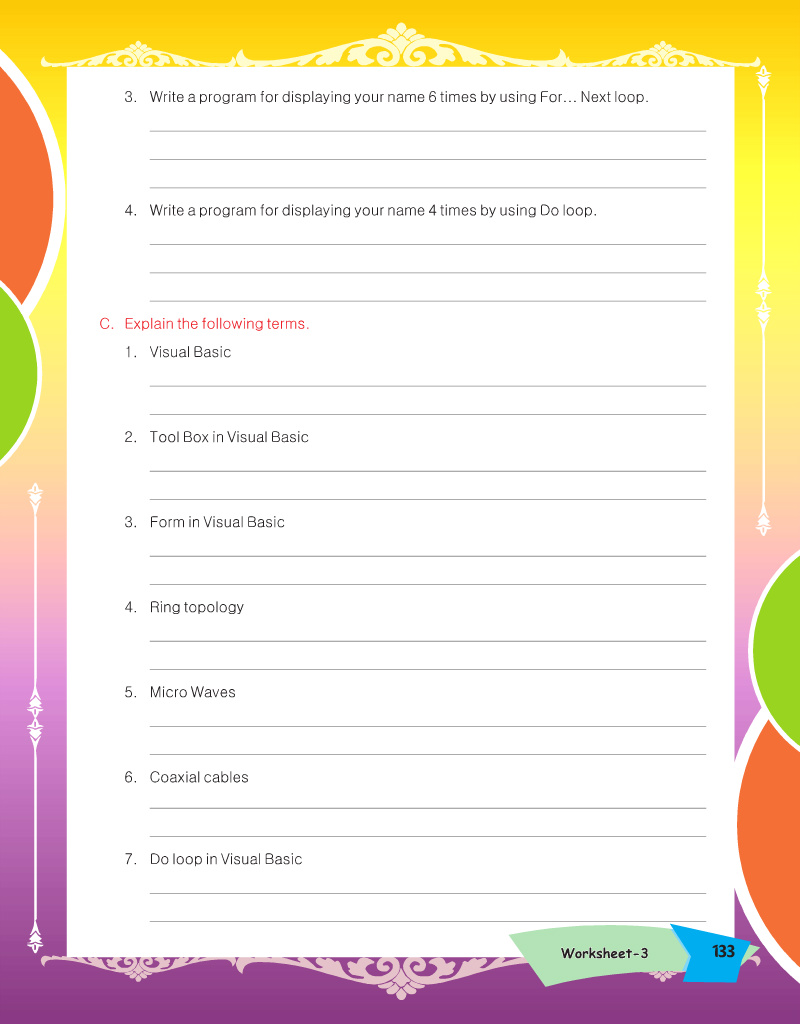 3. Write a program for displaying your name 6 times by using For... Next loop.
4. Write a program for displaying your name 4 times by using Do loop.
C. Explain the following terms.
1. Visual Basic
2. Tool Box in Visual Basic
3. Form in Visual Basic
4. Ring topology
5. Micro Waves
6. Coaxial cables
7. Do loop in Visual Basic
Worksheet-3 133